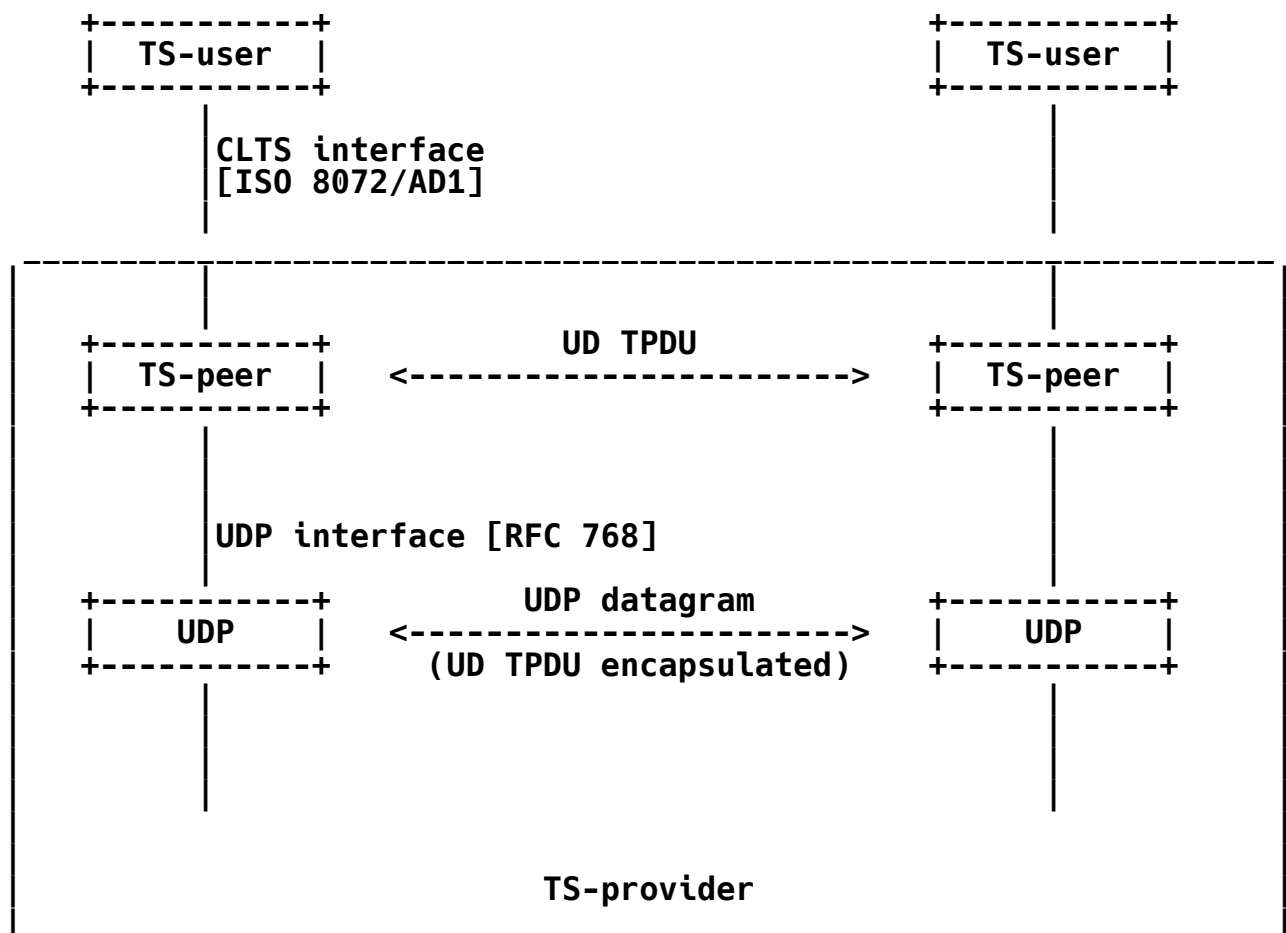 TS-user TS-user
CLTS interface
[ISO 8072/AD1]
UD TPDU
TS-peer TS-peer
UDP interface [RFC 768]
UDP datagram
UDP UDP
(UD TPDU encapsulated)
TS-provider